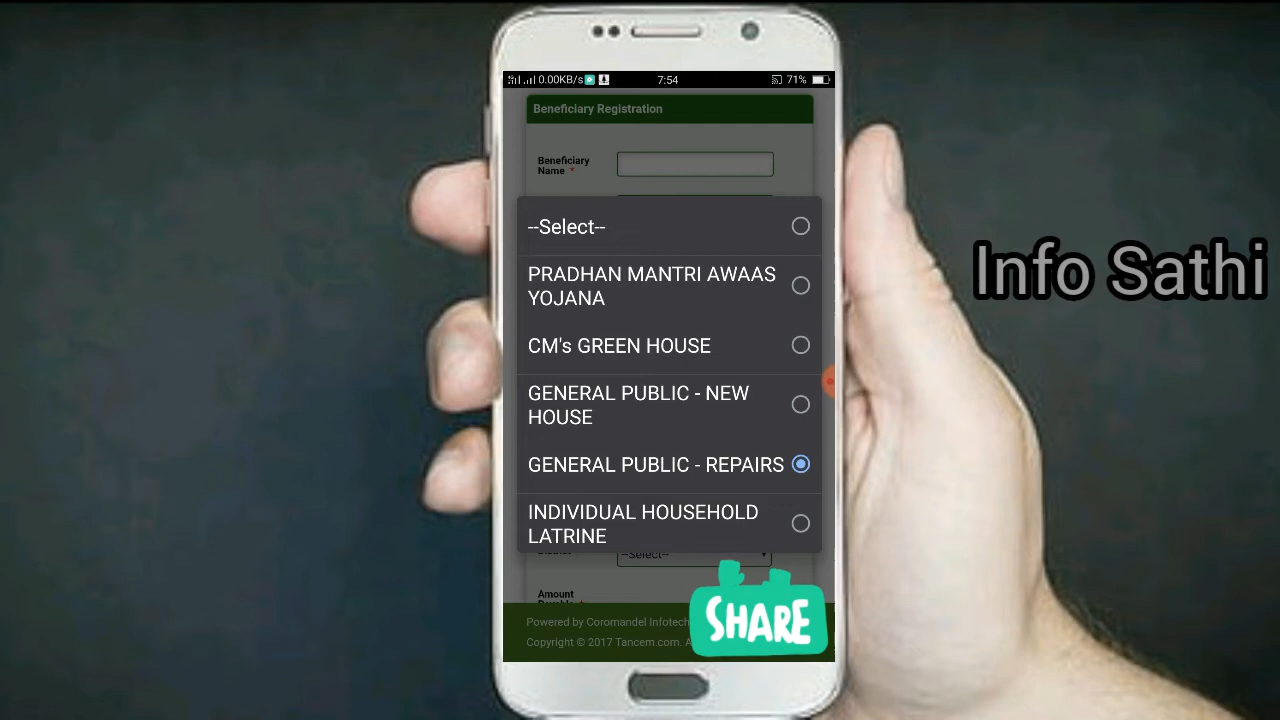 0.00KB/s
7:54
71%
Beneficiary Registration
Beneficiary
Name *
--Select--
PRADHAN MANTRI AWAAS
YOJANA
CM's GREEN HOUSE
GENERAL PUBLIC - NEW
HOUSE
GENERAL PUBLIC - REPAIRS
INDIVIDUAL HOUSEHOLD
LATRINE
--Select--
Amount
Powered by Coromandel Infotech
Copyright © 2017 Tancem.com. A
SHARE
Info Sathi